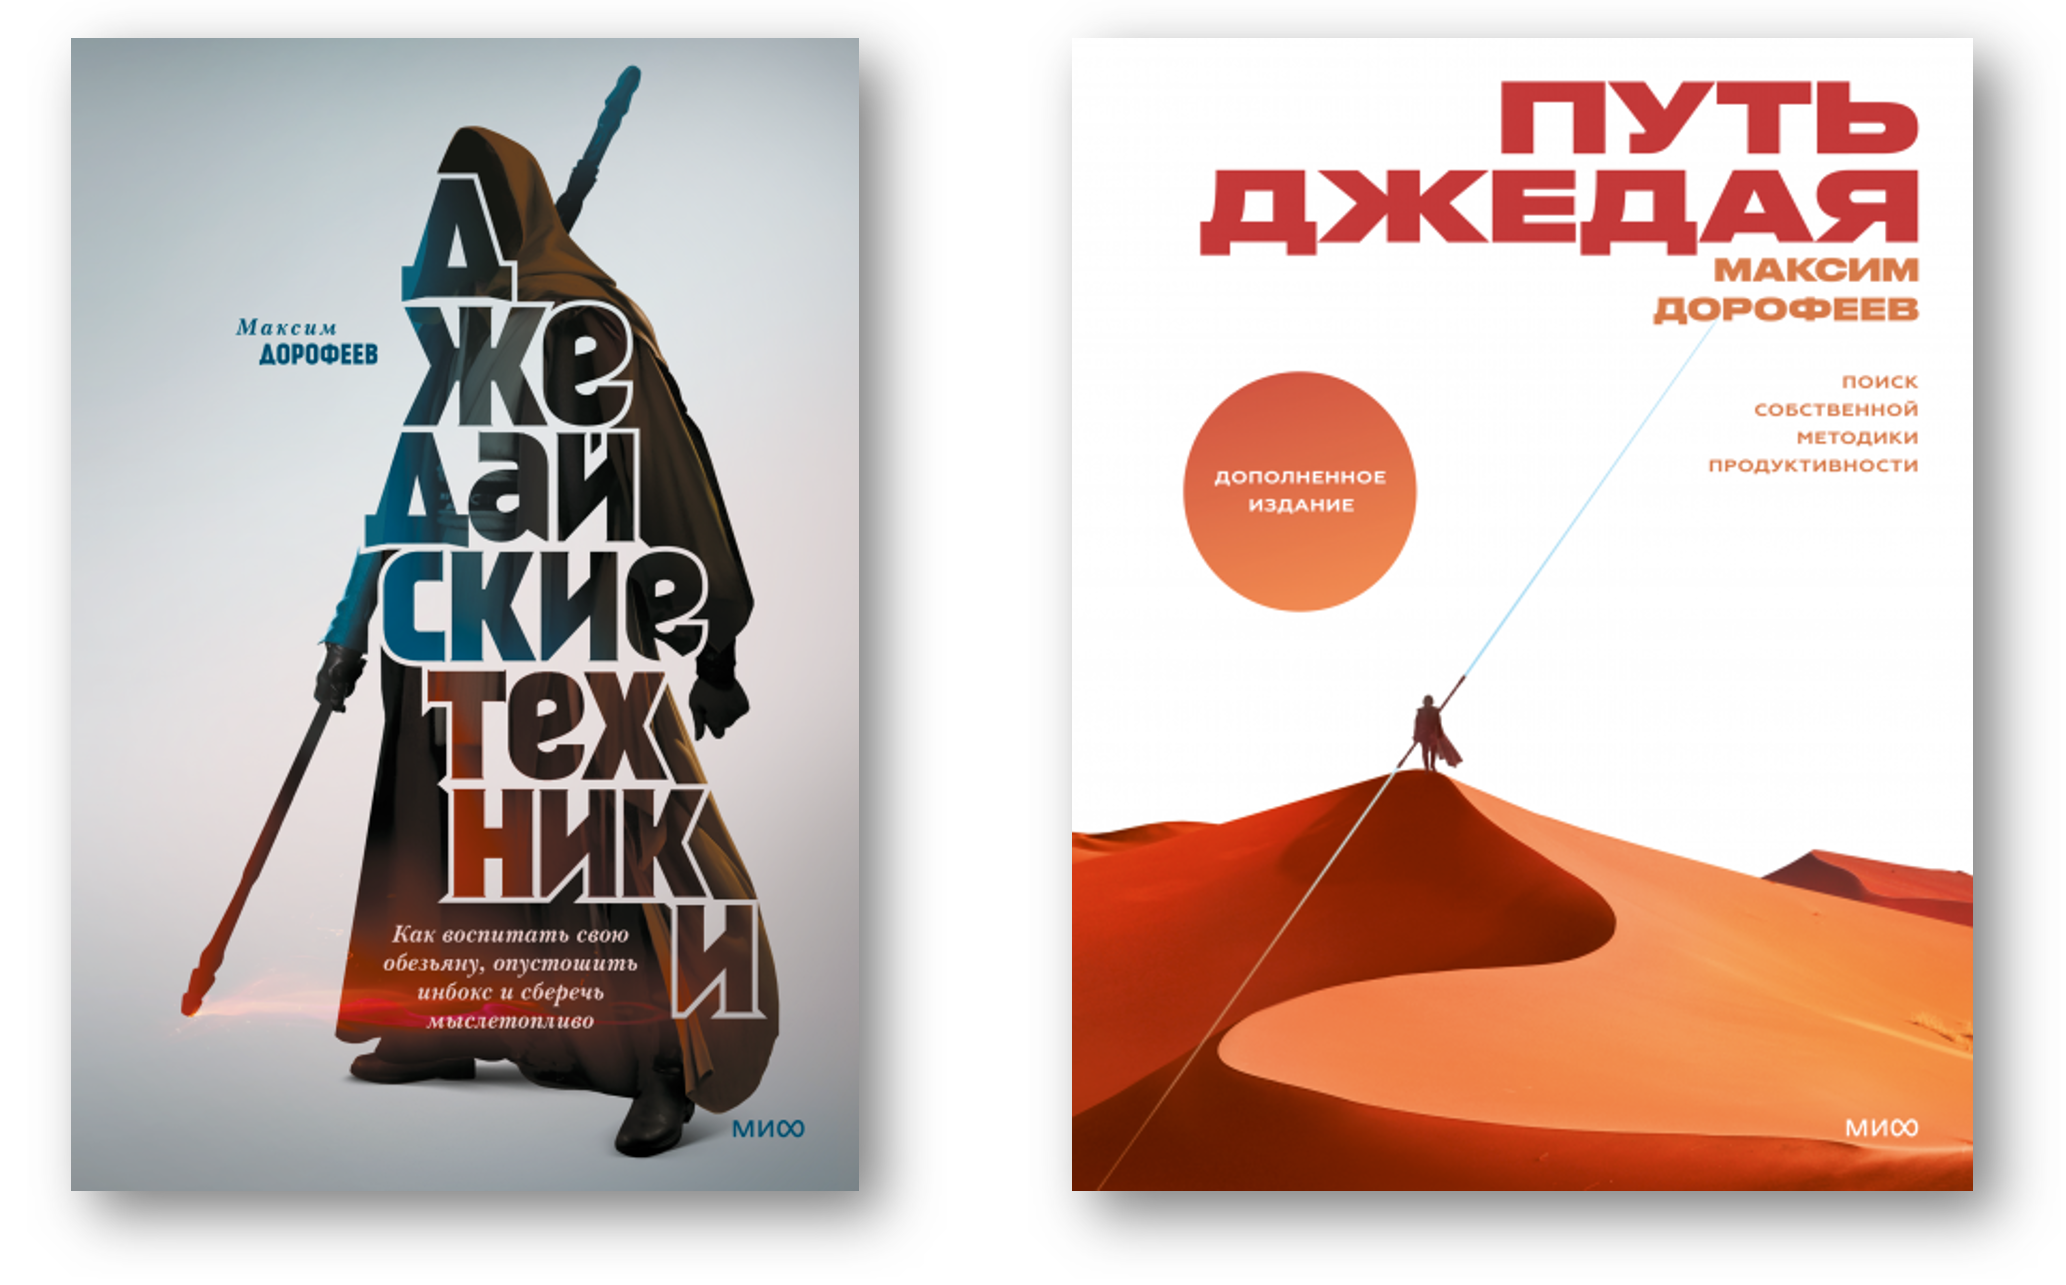 Максим
ДОРОФЕЕВ
Д
же
дай
ские
тех
ник
и
Как воспитать свою
обезьяну, опустошить
инбокс и сберечь
мыслетопливо
МИФ
ПУТЬ
ДЖЕДАЯ
МАКСИМ
ДОРОФЕЕВ
ПОИСК
СОБСТВЕННОЙ
МЕТОДИКИ
ПРОДУКТИВНОСТИ
ДОПОЛНЕННОЕ
ИЗДАНИЕ
МИФ